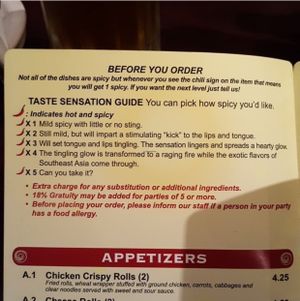 BEFORE YOU ORDER
Not all of the dishes are spicy but whenever you see the chili sign on the item that means
you will get 1 spicy. If you want the next level just tell us!
TASTE SENSATION GUIDE You can pick how spicy you'd like.
: Indicates hot and spicy
X 1 Mild spicy with little or no sting.
X 2 Still mild, but will impart a stimulating "kick" to the lips and tongue.
X 3 Will set tongue and lips tingling. The sensation lingers and spreads a hearty glow.
X 4 The tingling glow is transformed to a raging fire while the exotic flavors of
Southeast Asia come through.
X 5 Can you take it?
• Extra charge for any substitution or additional ingredients.
• 18% Gratuity may be added for parties of 5 or more.
• Before placing your order, please inform our staff if a person in your party
has a food allergy.
APPETIZERS
A.1 Chicken Crispy Rolls (2) 4.25
Fried rolls, wheat wrapper stuffed with ground chicken, carrots, cabbages and
clear noodles served with sweet and sour sauce.
Cheese Rolls (2)